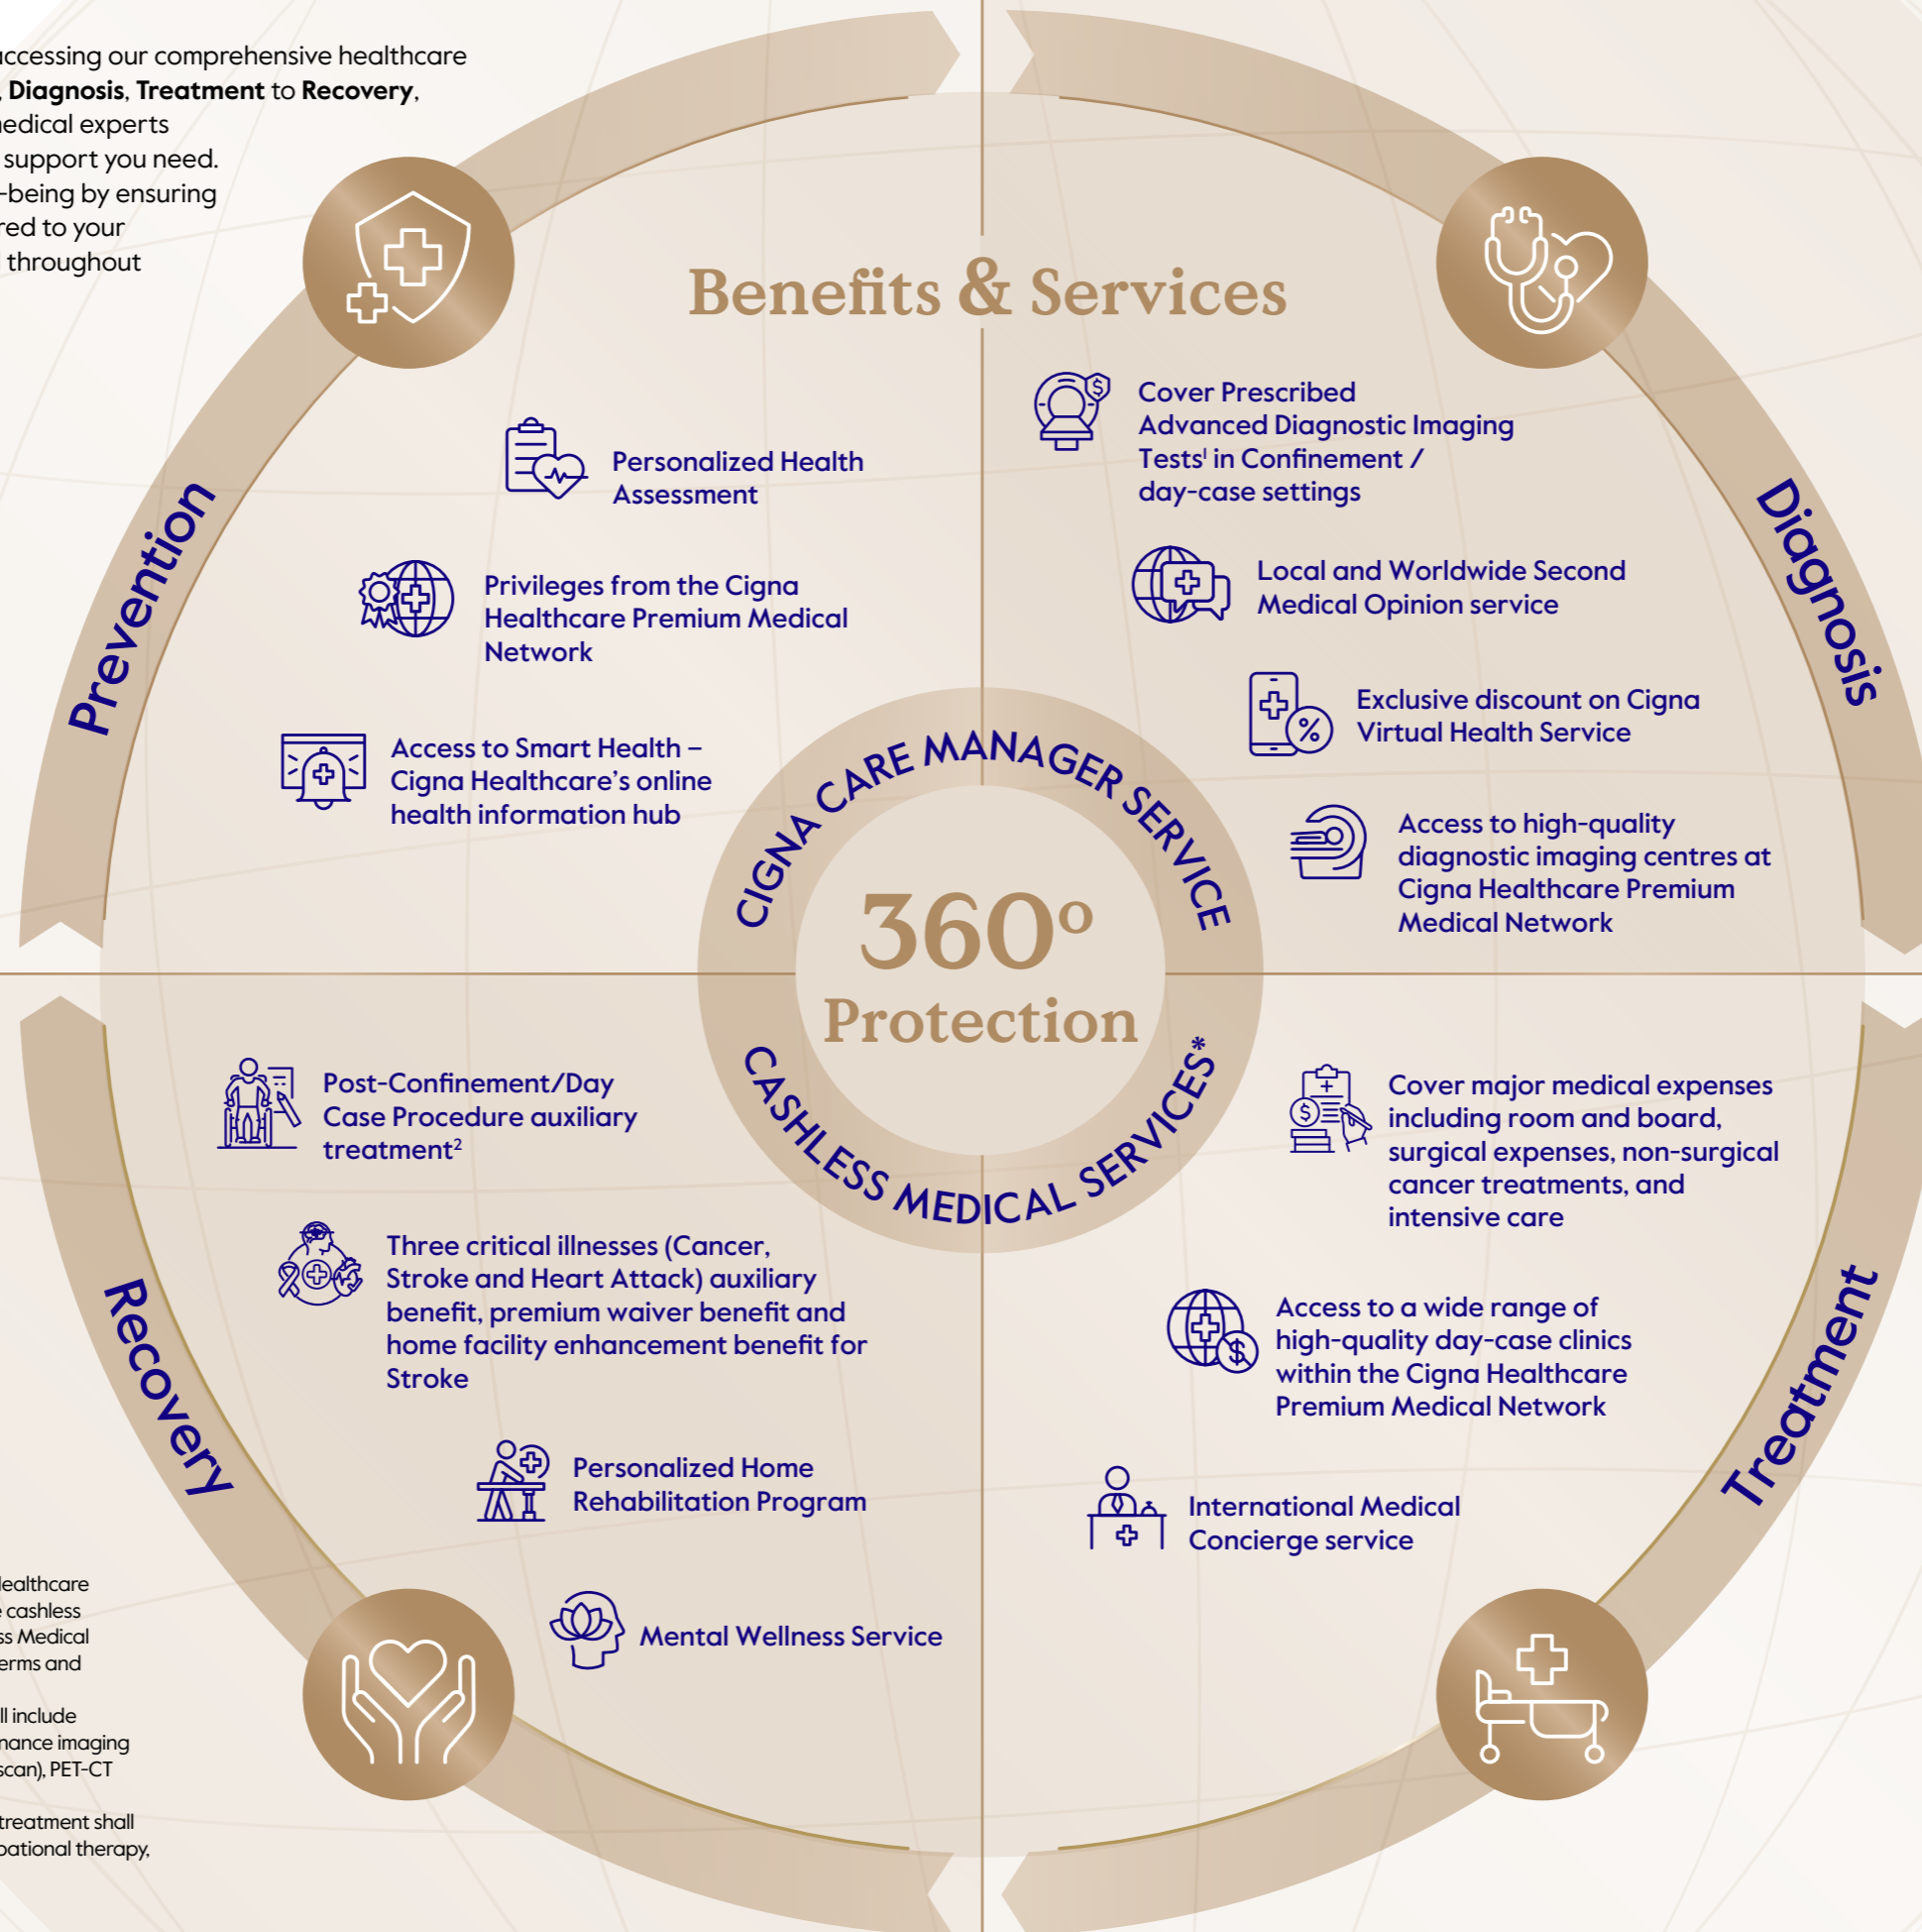 accessing our comprehensive healthcare
, Diagnosis, Treatment to Recovery,
medical experts
support you need.
-being by ensuring
red to your
throughout
Benefits & Services
Prevention
Personalized Health
Assessment
Privileges from the Cigna
Healthcare Premium Medical
Network
Access to Smart Health –
Cigna Healthcare's online
health information hub
Diagnosis
Cover Prescribed
Advanced Diagnostic Imaging
Tests¹ in Confinement /
day-case settings
Local and Worldwide Second
Medical Opinion service
Exclusive discount on Cigna
Virtual Health Service
Access to high-quality
diagnostic imaging centres at
Cigna Healthcare Premium
Medical Network
CIGNA CARE MANAGER SERVICE
360º
Protection
CASHLESS MEDICAL SERVICES*
Recovery
Post-Confinement/Day
Case Procedure auxiliary
treatment²
Three critical illnesses (Cancer,
Stroke and Heart Attack) auxiliary
benefit, premium waiver benefit and
home facility enhancement benefit for
Stroke
Personalized Home
Rehabilitation Program
Mental Wellness Service
Treatment
Cover major medical expenses
including room and board,
surgical expenses, non-surgical
cancer treatments, and
intensive care
Access to a wide range of
high-quality day-case clinics
within the Cigna Healthcare
Premium Medical Network
International Medical
Concierge service
Healthcare
e cashless
ss Medical
erms and
ll include
nance imaging
scan), PET-CT
treatment shall
pational therapy,